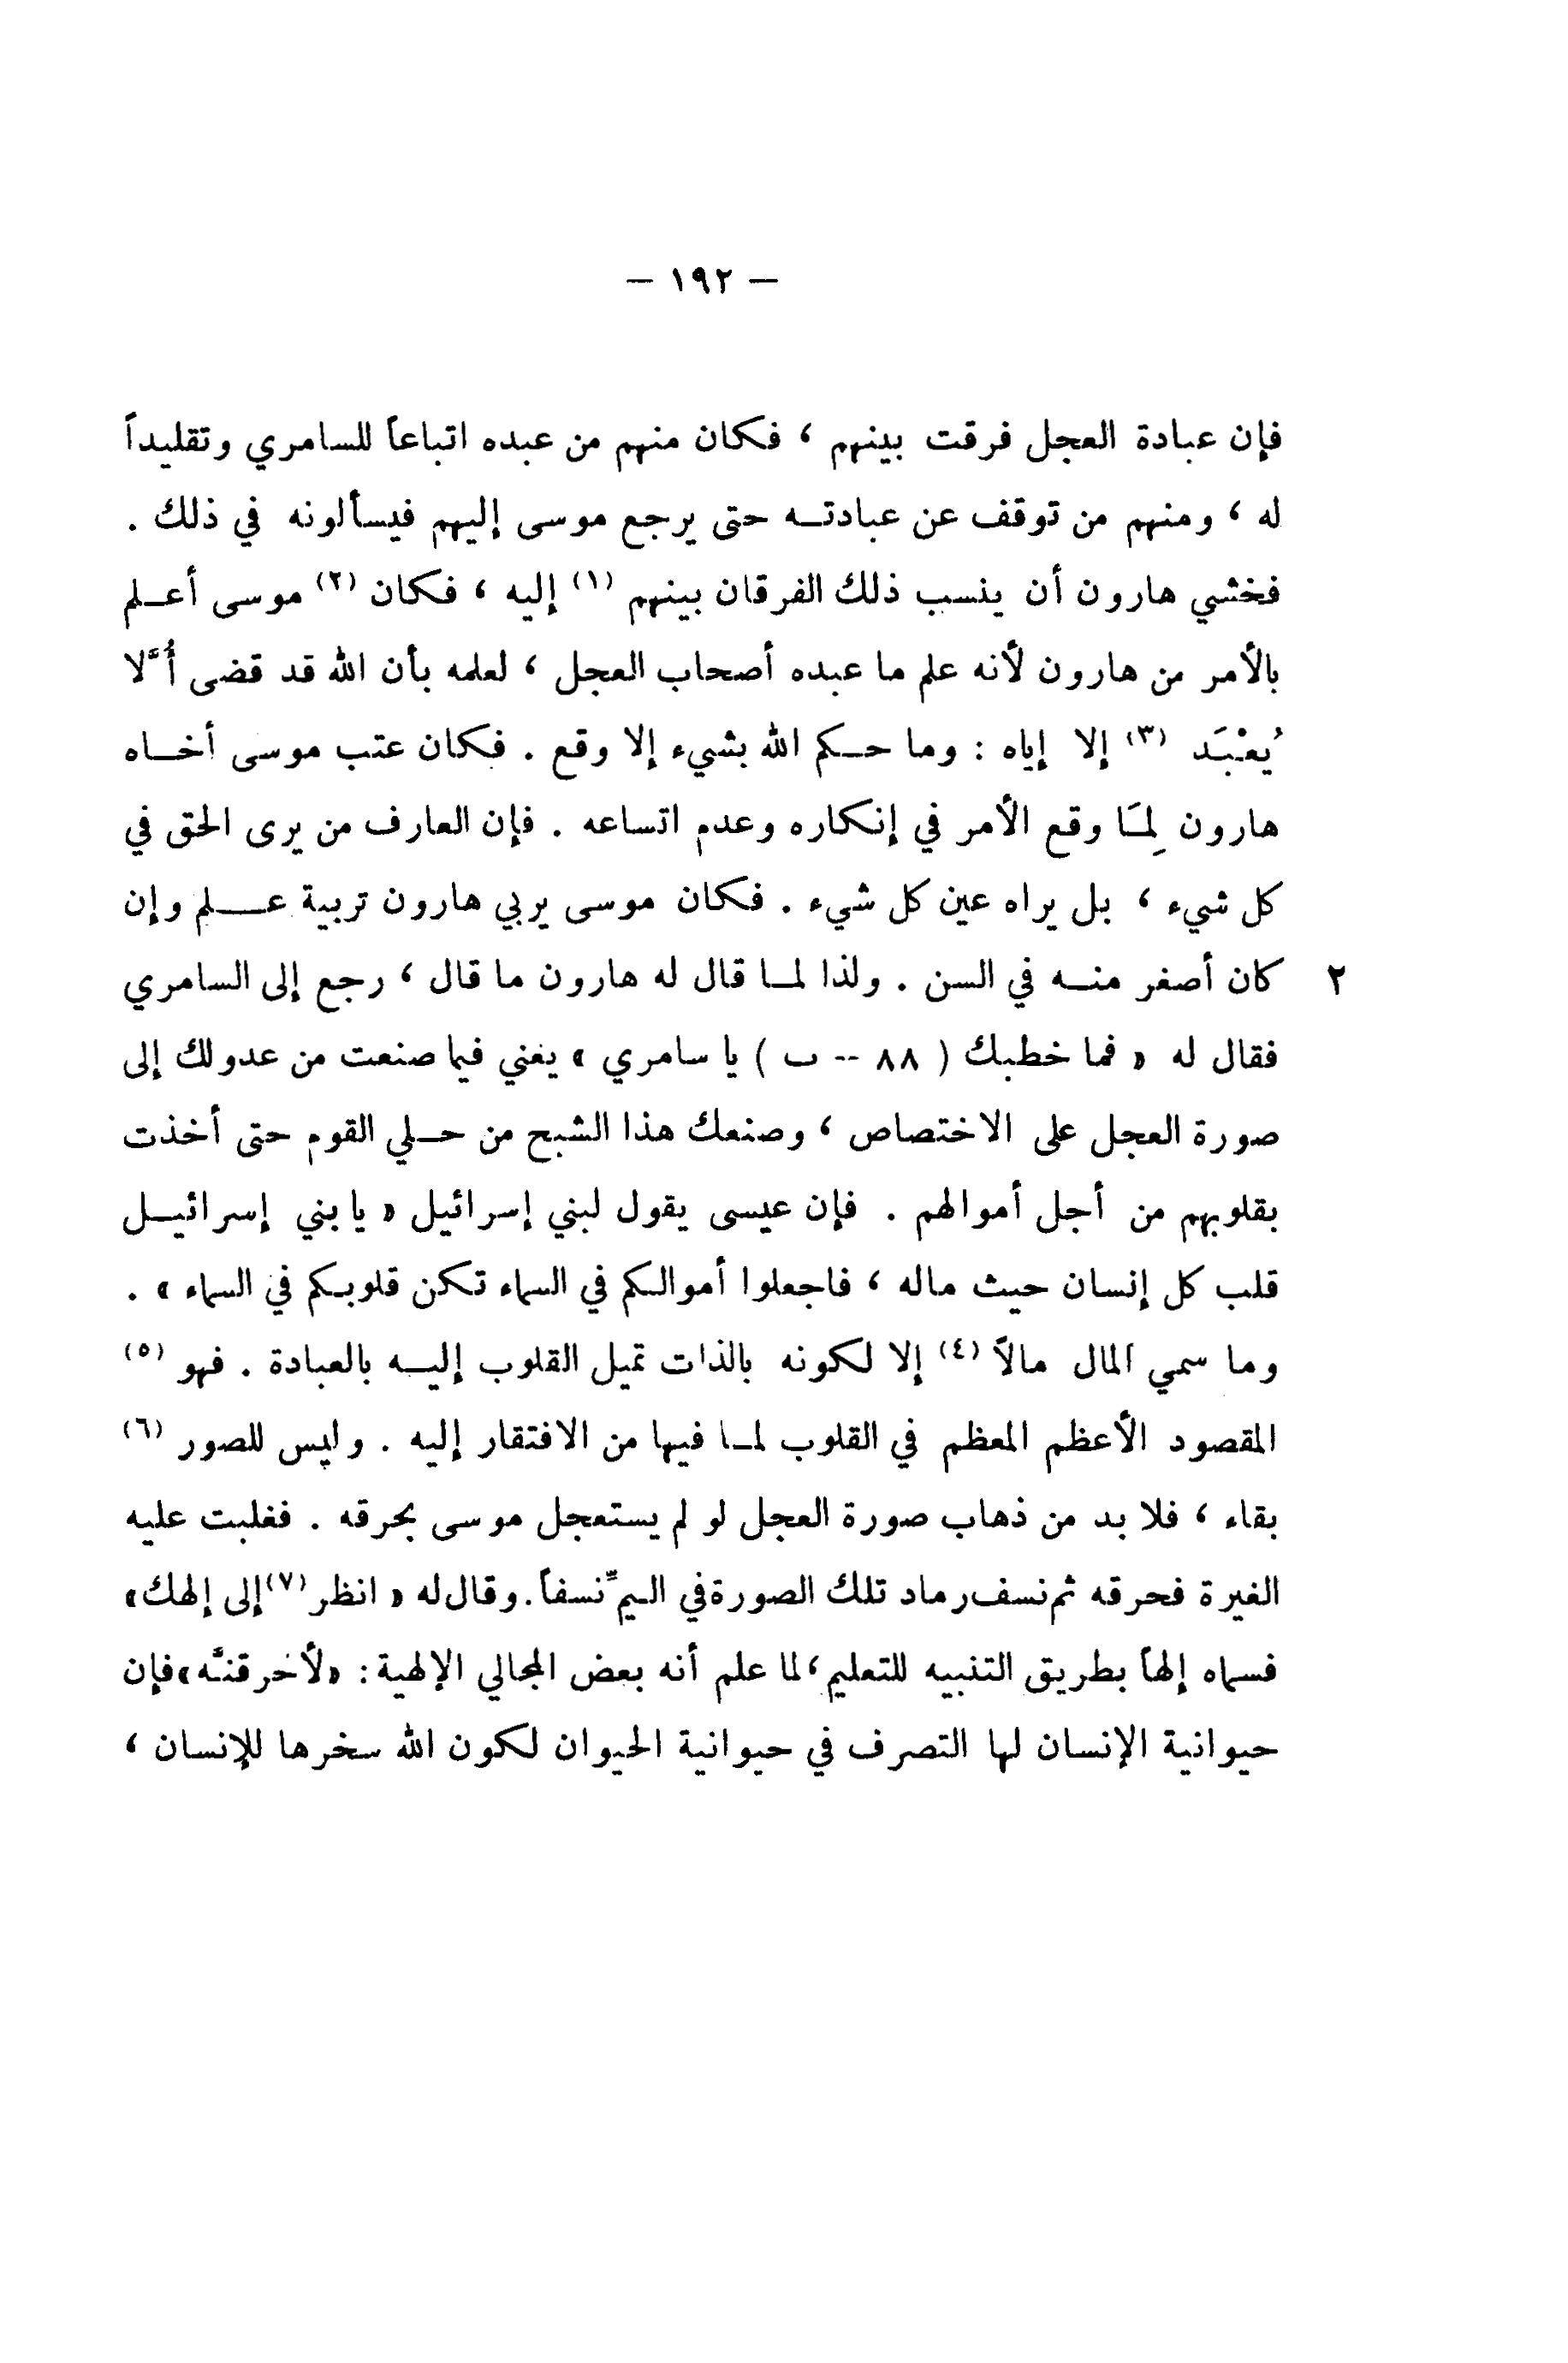 — ١٩٢ —
فإن عبادة العجل فرقت بينهم ، فكان منهم من عبده اتباعاً للسامري وتقليداً
له ، ومنهم من توقف عن عبادتـه حتى يرجع موسى إليهم فيسألونه في ذلك .
فخشي هارون أن ينسب ذلك الفرقان بينهم (١) إليه ، فكان (٢) موسى أعـلم
بالأمر من هارون لأنه علم ما عبده أصحاب العجل ، لعلمه بأن الله قد قضى ألَّا
يُعْبَد (٣) إلا إياه : وما حـكم الله بشيء إلا وقع . فكان عتب موسى أخـاه
هارون لِمَا وقع الأمر في إنكاره وعدم اتساعه . فإن العارف من يرى الحق في
كل شيء ، بل يراه عين كل شيء . فكان موسى يربي هارون تربية عـلم وإن
٢ كان أصغر منـه في السن . ولذا لمـا قال له هارون ما قال ، رجع إلى السامري
فقال له « فما خطبك ( ٨٨ -- ب ) يا سامري » يعني فيما صنعت من عدولك إلى
صورة العجل على الاختصاص ، وصنعك هذا الشبح من حـلي القوم حتى أخذت
بقلوبهم من أجل أموالهم . فإن عيسى يقول لبني إسرائيل « يا بني إسرائيـل
قلب كل إنسان حيث ماله ، فاجعلوا أموالكم في السماء تكن قلوبكم في السماء » .
وما سمي المال مالاً (٤) إلا لكونه بالذات تميل القلوب إليـه بالعبادة . فهو (٥)
المقصود الأعظم المعظم في القلوب لمـا فيها من الافتقار إليه . وليس للصور (٦)
بقاء ، فلا بد من ذهاب صورة العجل لو لم يستعجل موسى بحرقه . فغلبت عليه
الغيرة فحرقه ثم نسف رماد تلك الصورة في اليمِّ نسفاً. وقال له « انظر (٧) إلى إلهك»
فسماه إلهاً بطريق التنبيه للتعليم، لما علم أنه بعض المجالي الإلهية: «لأحرقنَّه» فإن
حيوانية الإنسان لها التصرف في حيوانية الحيوان لكون الله سخرها للإنسان ،